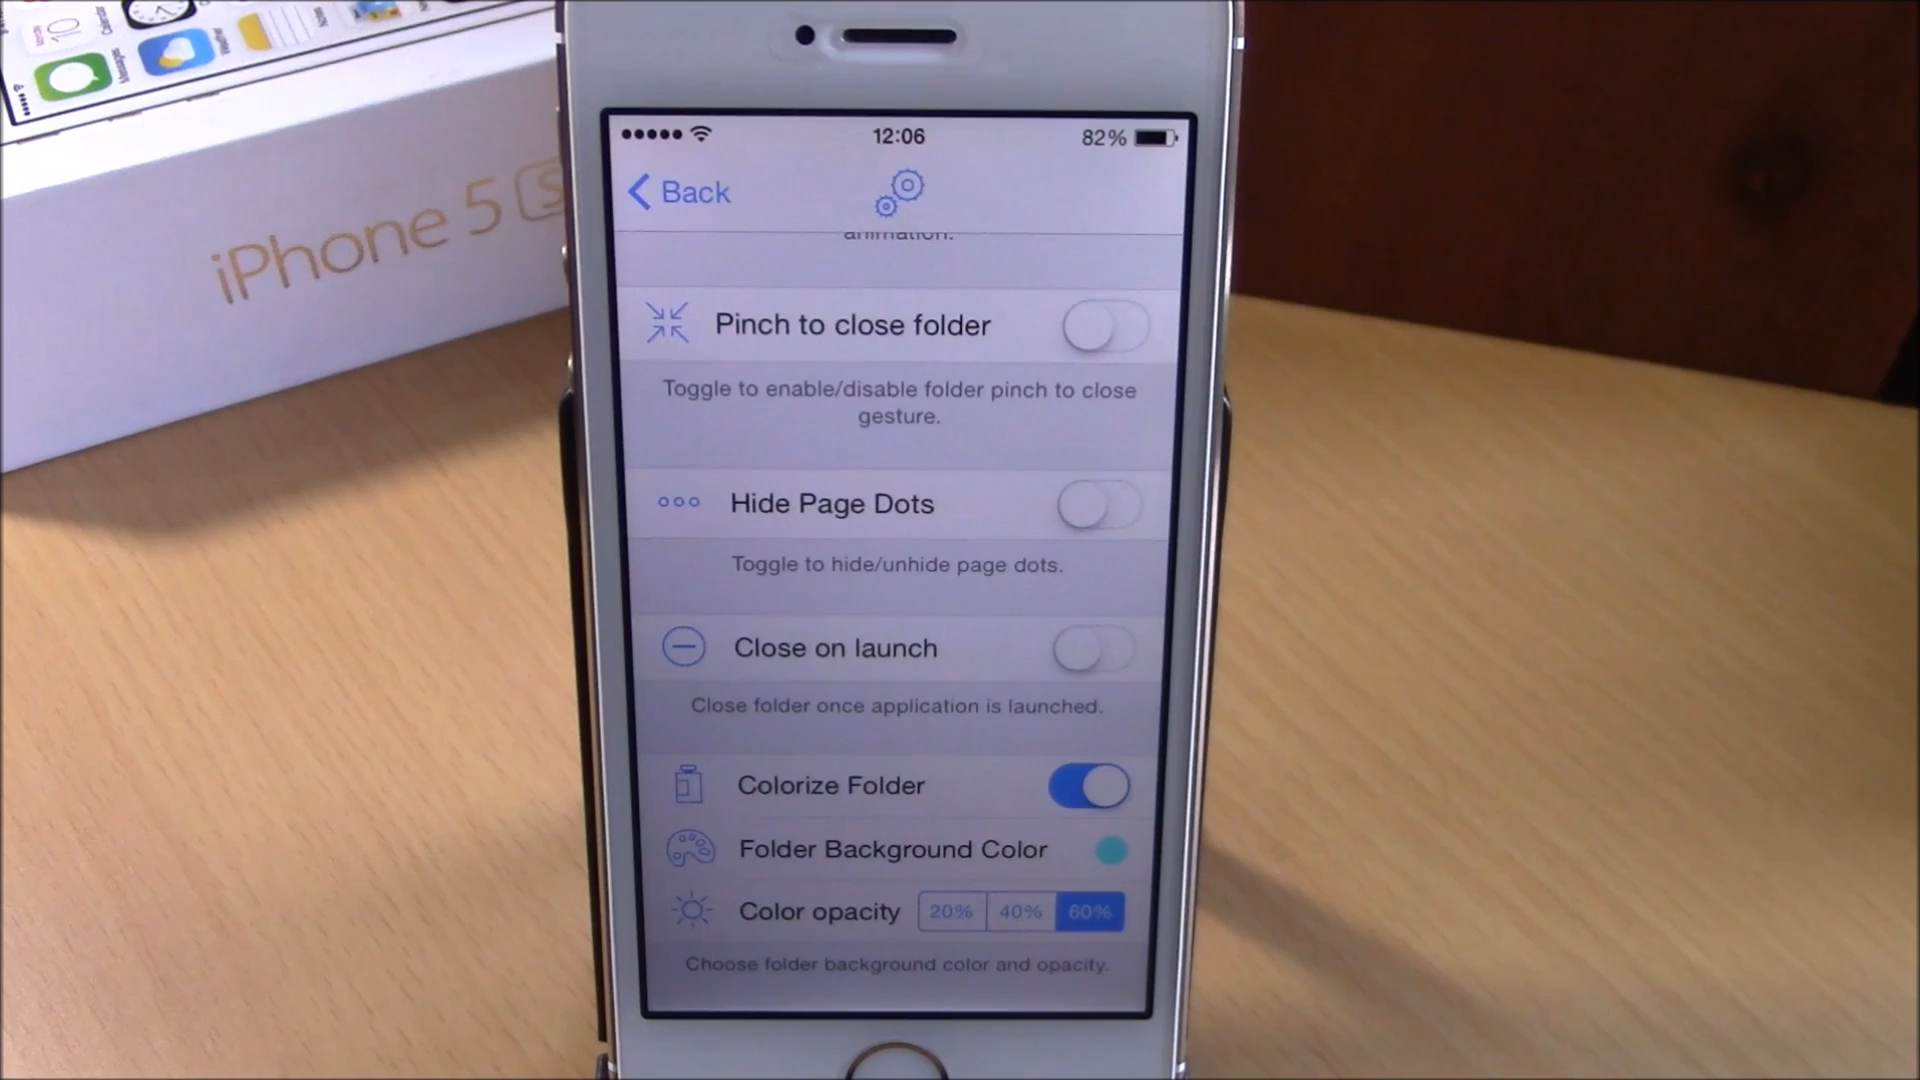 Messages
iPhone 5 S
12:06
82%
Back
animation.
Pinch to close folder
Toggle to enable/disable folder pinch to close
gesture.
Hide Page Dots
Toggle to hide/unhide page dots.
Close on launch
Close folder once application is launched.
Colorize Folder
Folder Background Color
Color opacity 20% 40% 60%
Choose folder background color and opacity.